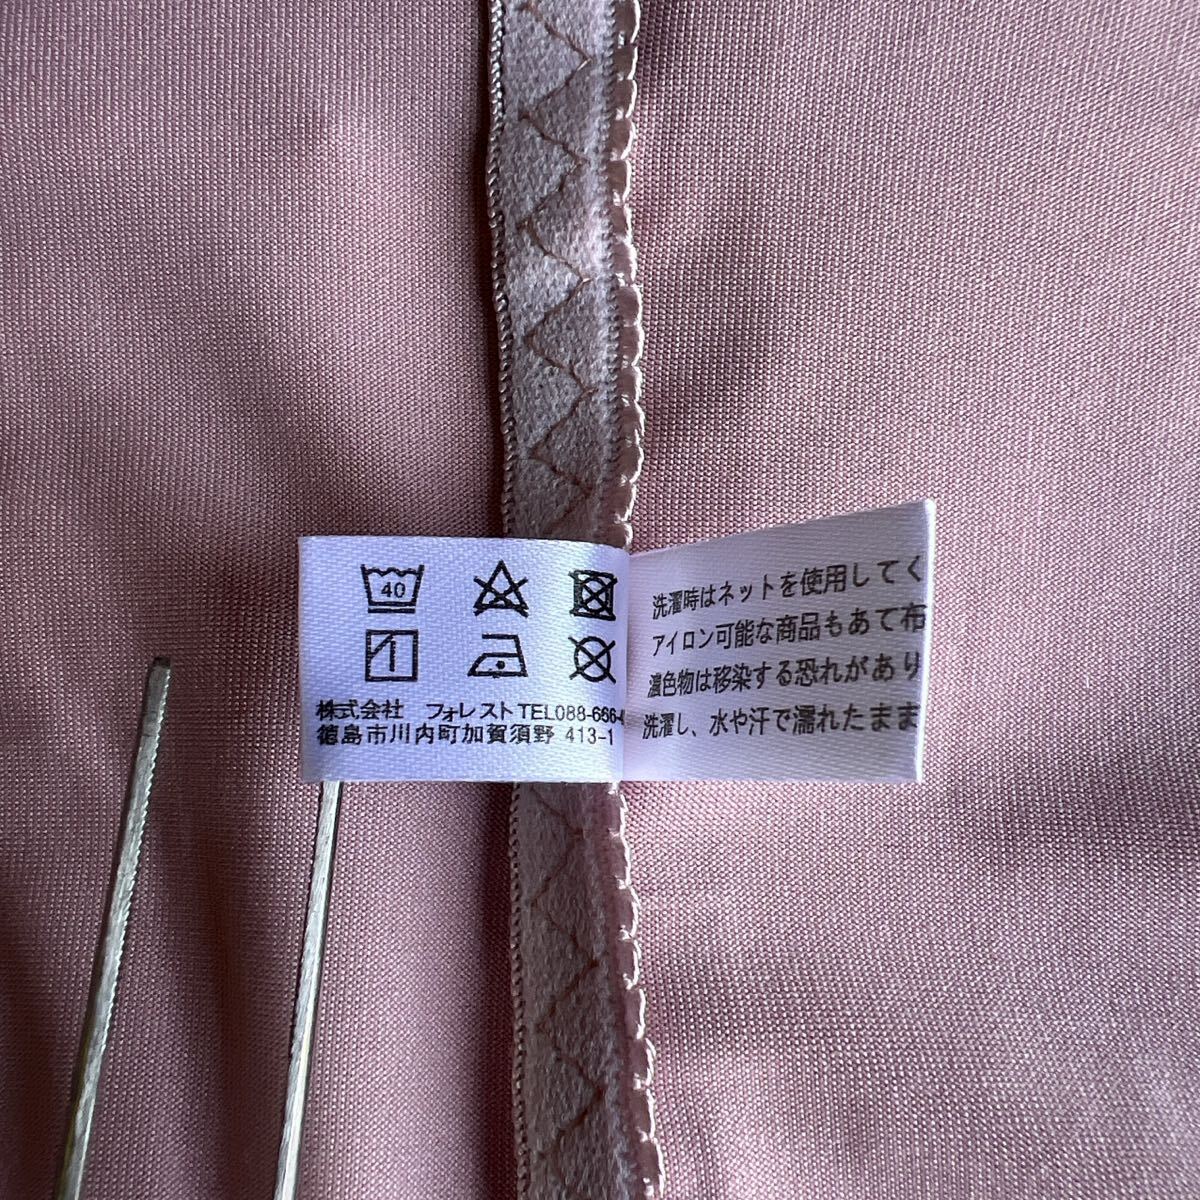 40
株式会社 フォレスト TEL088-666-
徳島市川内町加賀須野 413-1
洗濯時はネットを使用してく
アイロン可能な商品もあて布
濃色物は移染する恐れがあり
洗濯し、水や汗で濡れたまま